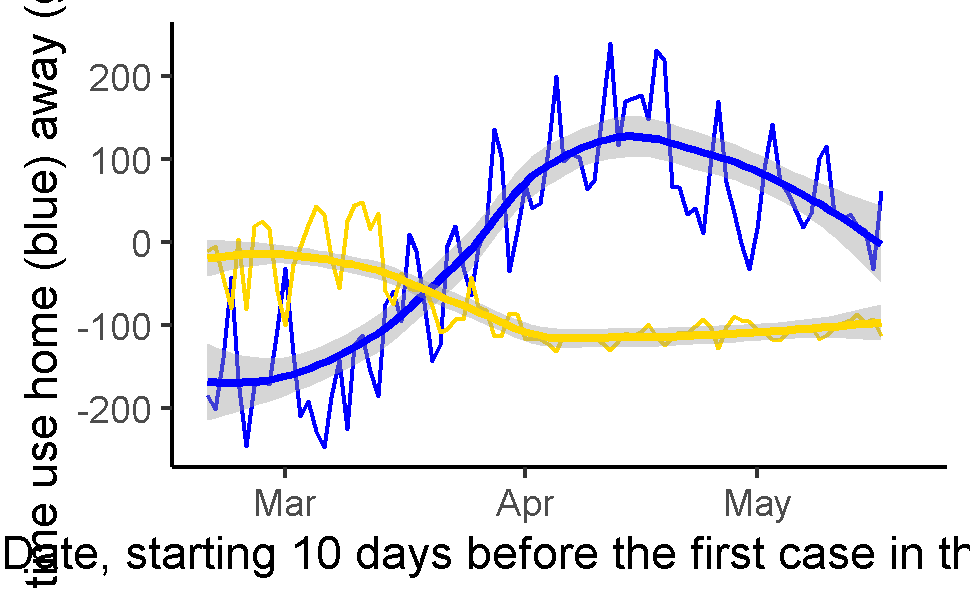 time use home (blue) away (
200
100
0
-100
-200
Mar Apr May
Date, starting 10 days before the first case in th